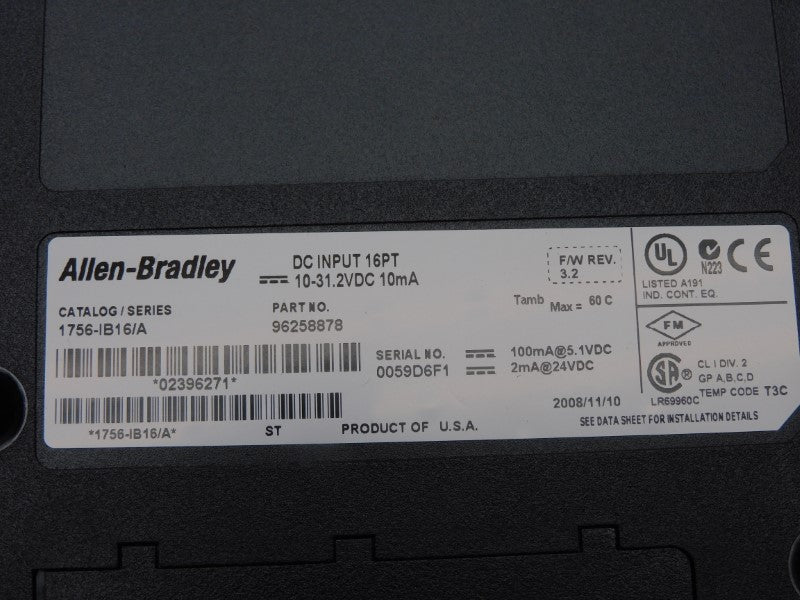 Allen-Bradley
DC INPUT 16PT
10-31.2VDC 10mA
F/W REV.
3.2
UL
N223
CE
LISTED A191
IND. CONT. EQ.
CATALOG / SERIES
1756-IB16/A
PART NO.
96258878
Tamb Max = 60 C
FM
APPROVED
*02396271*
SERIAL NO.
0059D6F1
100mA@5.1VDC
2mA@24VDC
SA ®
LR69960C
CL I DIV. 2
GP A,B,C,D
TEMP CODE T3C
2008/11/10
*1756-IB16/A*
ST
PRODUCT OF U.S.A.
SEE DATA SHEET FOR INSTALLATION DETAILS